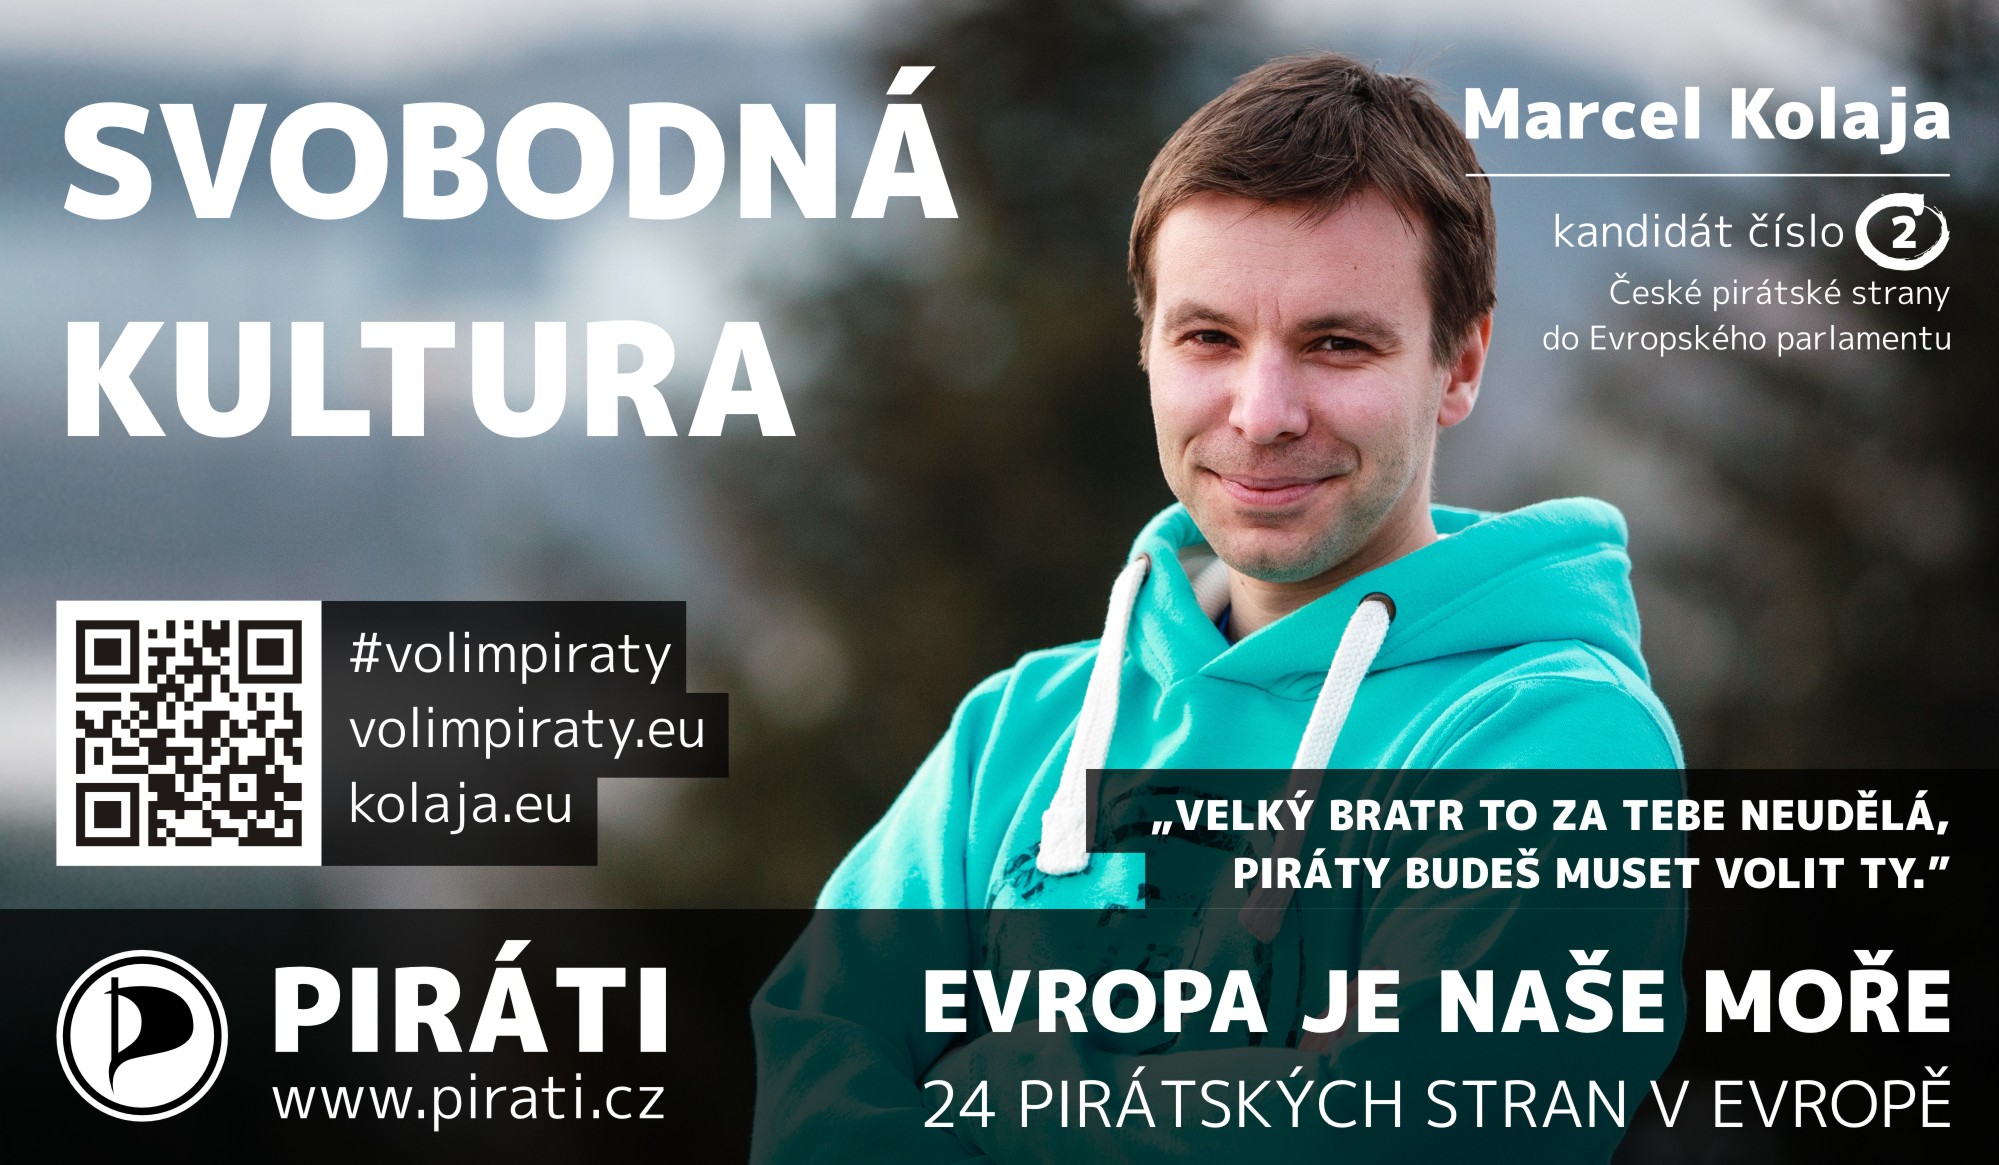 SVOBODNÁ
KULTURA
Marcel Kolaja
kandidát číslo 2
České pirátské strany
do Evropského parlamentu
#volimpiraty
volimpiraty.eu
kolaja.eu
„VELKÝ BRATR TO ZA TEBE NEUDĚLÁ,
PIRÁTY BUDEŠ MUSET VOLIT TY.”
PIRÁTI
www.pirati.cz
EVROPA JE NAŠE MOŘE
24 PIRÁTSKÝCH STRAN V EVROPĚ